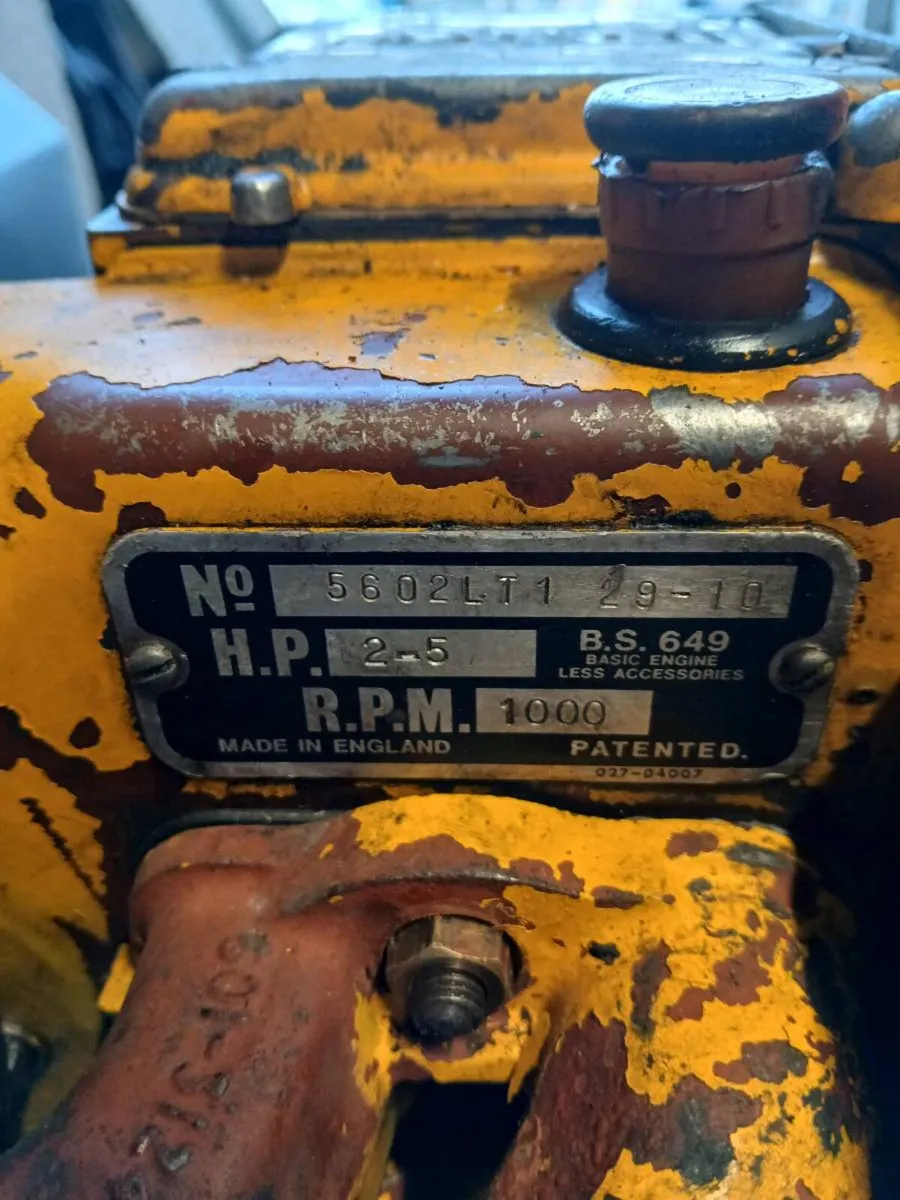 Nº 5602LT1 29-10
H.P. 2-5 B.S. 649
BASIC ENGINE
LESS ACCESSORIES
R.P.M. 1000
MADE IN ENGLAND PATENTED.
027-04007